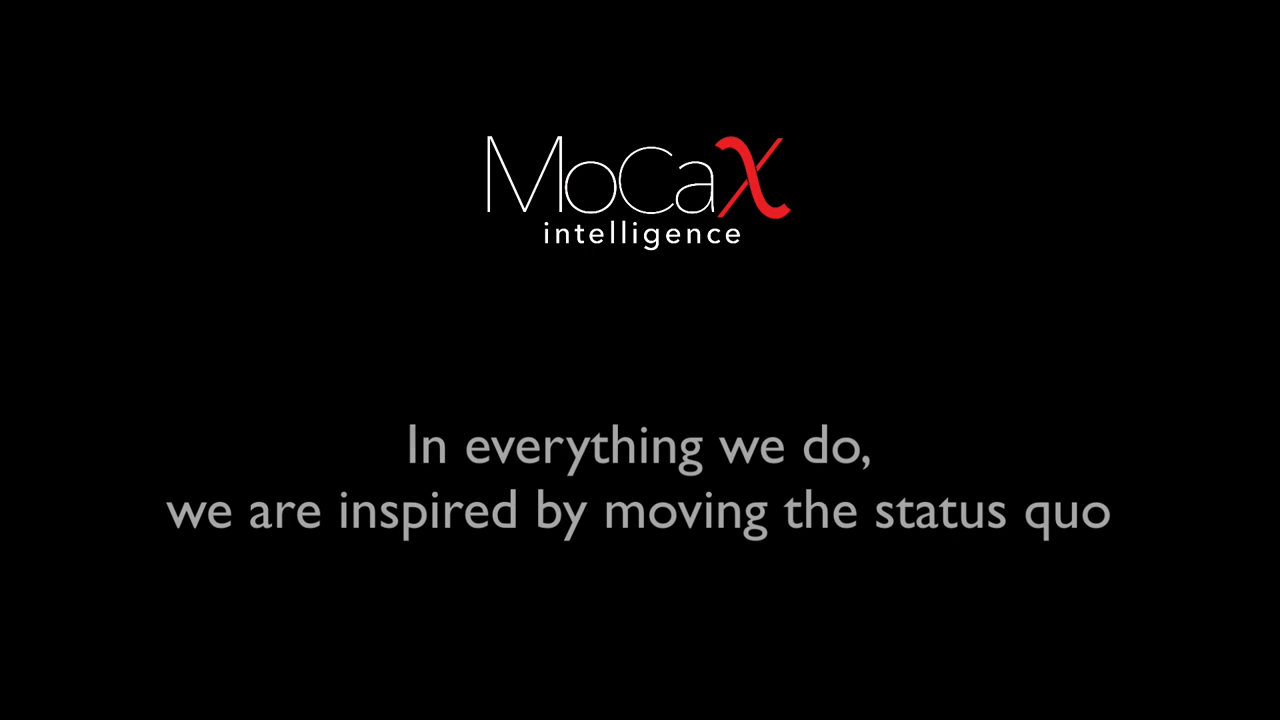 MoCaX
intelligence
In everything we do,
we are inspired by moving the status quo